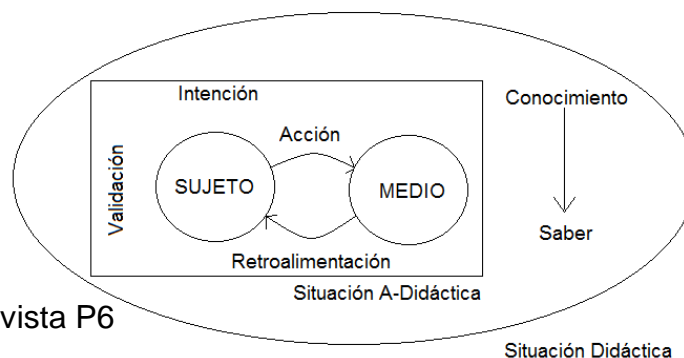 Intención
Conocimiento
Acción
Validación
SUJETO
MEDIO
Saber
Retroalimentación
Situación A-Didáctica
vista P6
Situación Didáctica